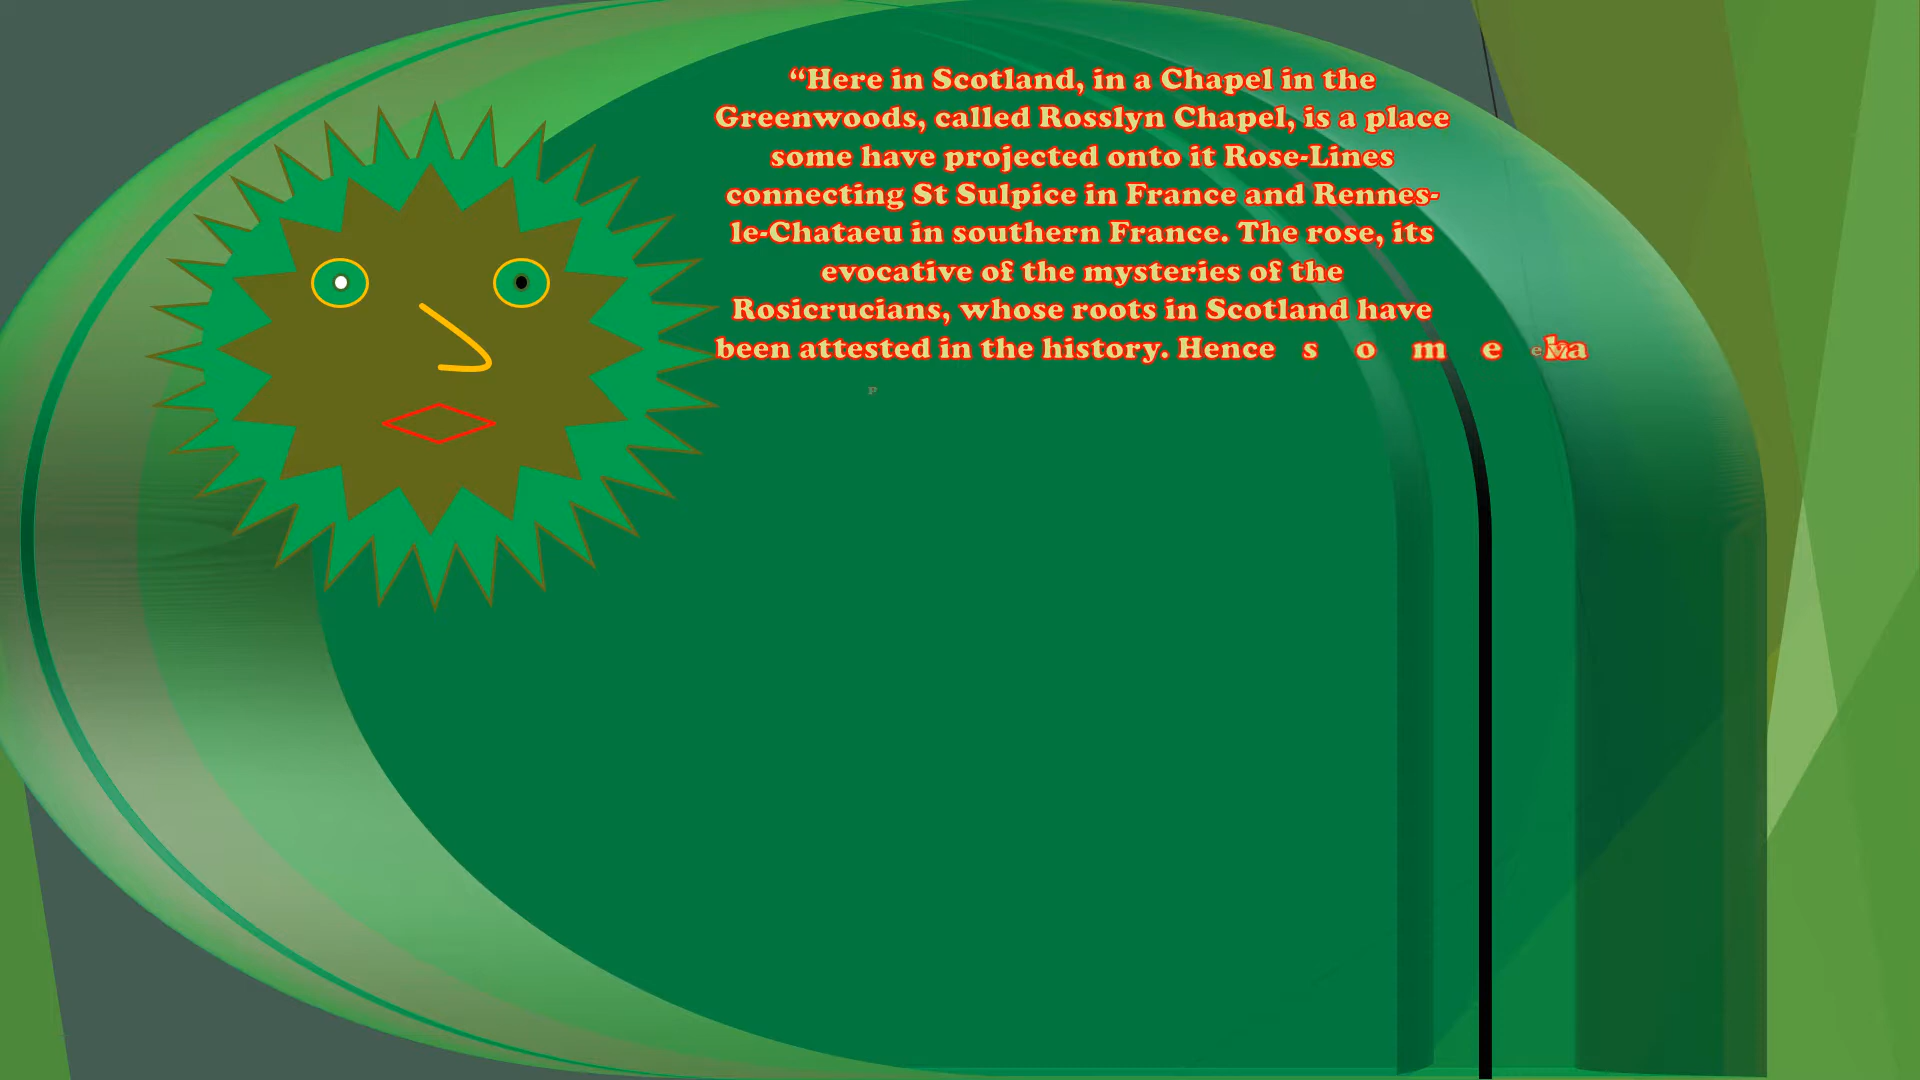 “Here in Scotland, in a Chapel in the
Greenwoods, called Rosslyn Chapel, is a place
some have projected onto it Rose-Lines
connecting St Sulpice in France and Rennes-
le-Chataeu in southern France. The rose, its
evocative of the mysteries of the
Rosicrucians, whose roots in Scotland have
been attested in the history. Hence s o m e
P